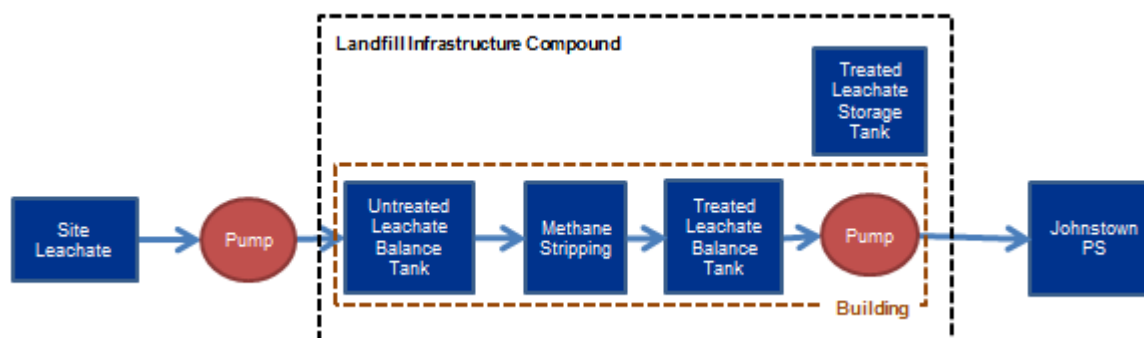 Landfill Infrastructure Compound
Treated
Leachate
Storage
Tank
Site
Leachate
Pump
Untreated
Leachate
Balance
Tank
Methane
Stripping
Treated
Leachate
Balance
Tank
Pump
Johnstown
PS
Building